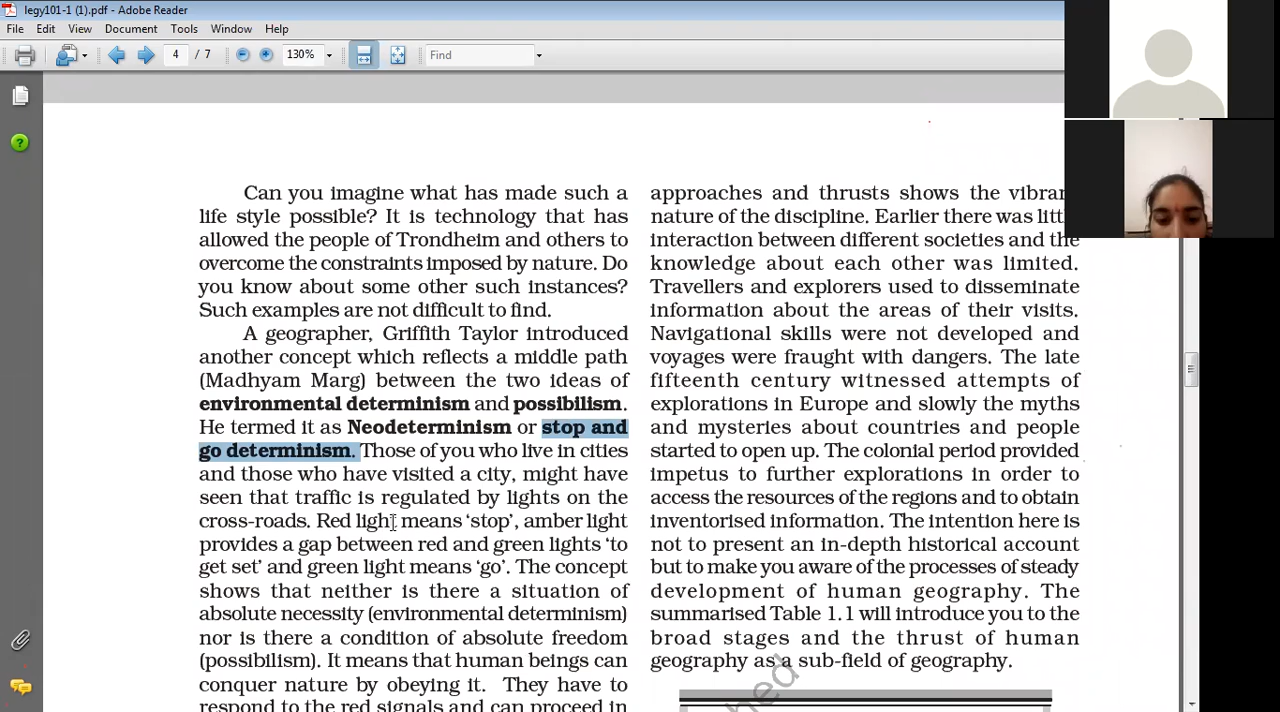 legy101-1 (1).pdf - Adobe Reader
File Edit View Document Tools Window Help
4 / 7 130% Find
Can you imagine what has made such a
life style possible? It is technology that has
allowed the people of Trondheim and others to
overcome the constraints imposed by nature. Do
you know about some other such instances?
Such examples are not difficult to find.
A geographer, Griffith Taylor introduced
another concept which reflects a middle path
(Madhyam Marg) between the two ideas of
environmental determinism and possibilism.
He termed it as Neodeterminism or stop and
go determinism. Those of you who live in cities
and those who have visited a city, might have
seen that traffic is regulated by lights on the
cross-roads. Red light means ‘stop’, amber light
provides a gap between red and green lights ‘to
get set’ and green light means ‘go’. The concept
shows that neither is there a situation of
absolute necessity (environmental determinism)
nor is there a condition of absolute freedom
(possibilism). It means that human beings can
conquer nature by obeying it. They have to
respond to the red signals and can proceed in
approaches and thrusts shows the vibran
nature of the discipline. Earlier there was littl
interaction between different societies and the
knowledge about each other was limited.
Travellers and explorers used to disseminate
information about the areas of their visits.
Navigational skills were not developed and
voyages were fraught with dangers. The late
fifteenth century witnessed attempts of
explorations in Europe and slowly the myths
and mysteries about countries and people
started to open up. The colonial period provided
impetus to further explorations in order to
access the resources of the regions and to obtain
inventorised information. The intention here is
not to present an in-depth historical account
but to make you aware of the processes of steady
development of human geography. The
summarised Table 1.1 will introduce you to the
broad stages and the thrust of human
geography as a sub-field of geography.
hed